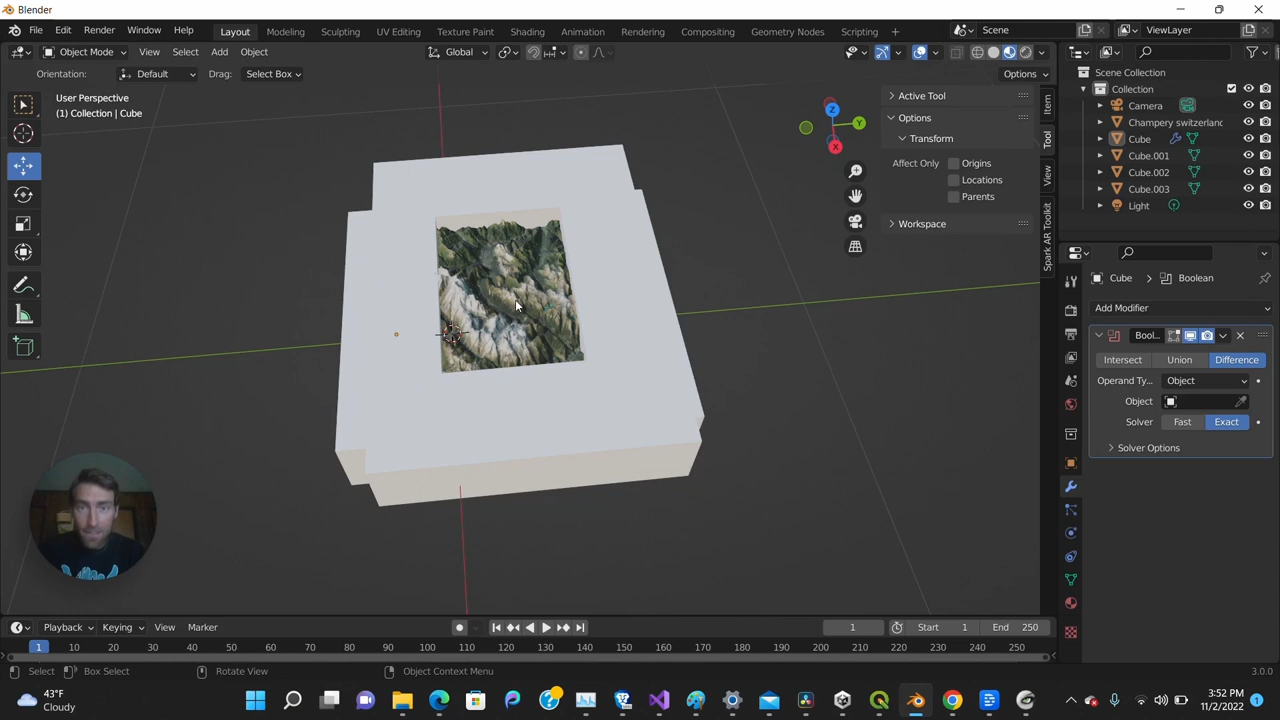 Blender
File Edit Render Window Help Layout Modeling Sculpting UV Editing Texture Paint Shading Animation Rendering Compositing Geometry Nodes Scripting + Scene ViewLayer
Object Mode View Select Add Object Global
Orientation: Default Drag: Select Box Options
User Perspective
(1) Collection | Cube
Z
Y
X
Active Tool
Options
Transform
Affect Only Origins
Locations
Parents
Workspace
Item
Tool
View
Spark AR Toolkit
Scene Collection
Collection
Camera
Champery switzerland
Cube
Cube.001
Cube.002
Cube.003
Light
Cube Boolean
Add Modifier
Bool...
Intersect Union Difference
Operand Ty... Object
Object
Solver Fast Exact
Solver Options
Playback Keying View Marker 1 Start 1 End 250
1 10 20 30 40 50 60 70 80 90 100 110 120 130 140 150 160 170 180 190 200 210 220 230 240 250
Select Box Select Rotate View Object Context Menu 3.0.0
43°F
Cloudy
3:52 PM
11/2/2022
1